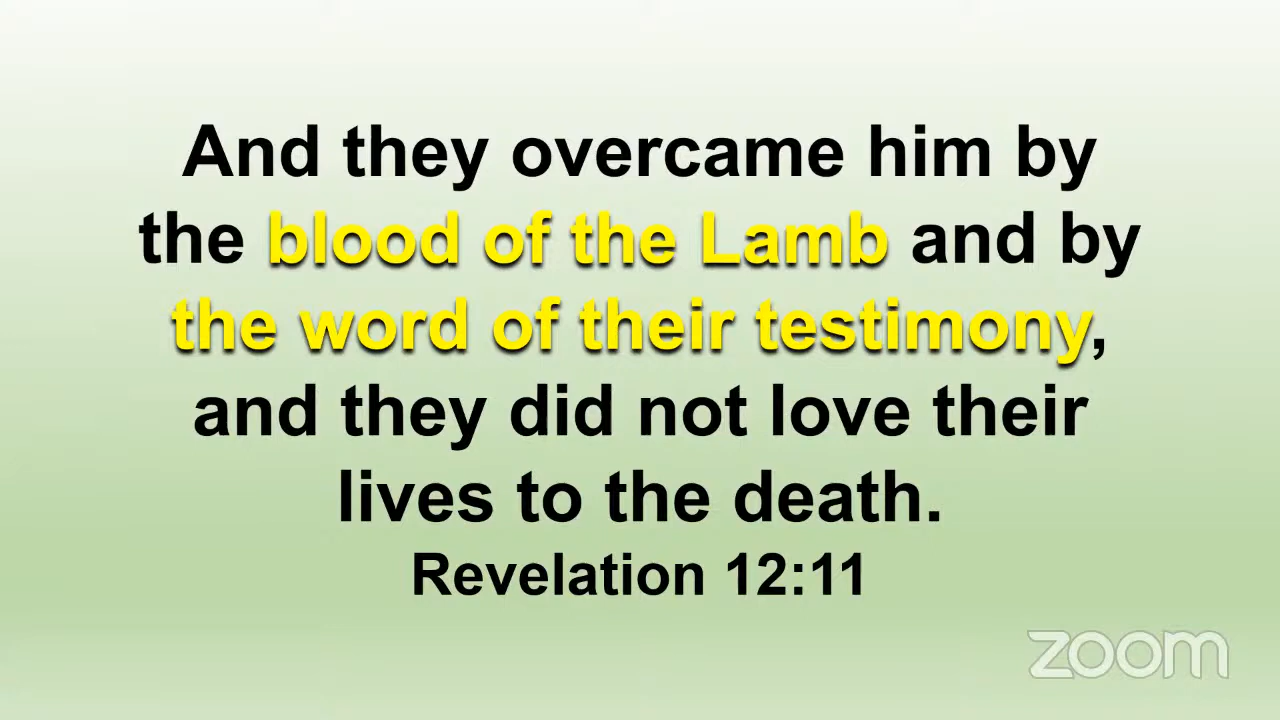 And they overcame him by
the blood of the Lamb and by
the word of their testimony,
and they did not love their
lives to the death.
Revelation 12:11
zoom